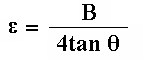 ε = B / 4tan θ